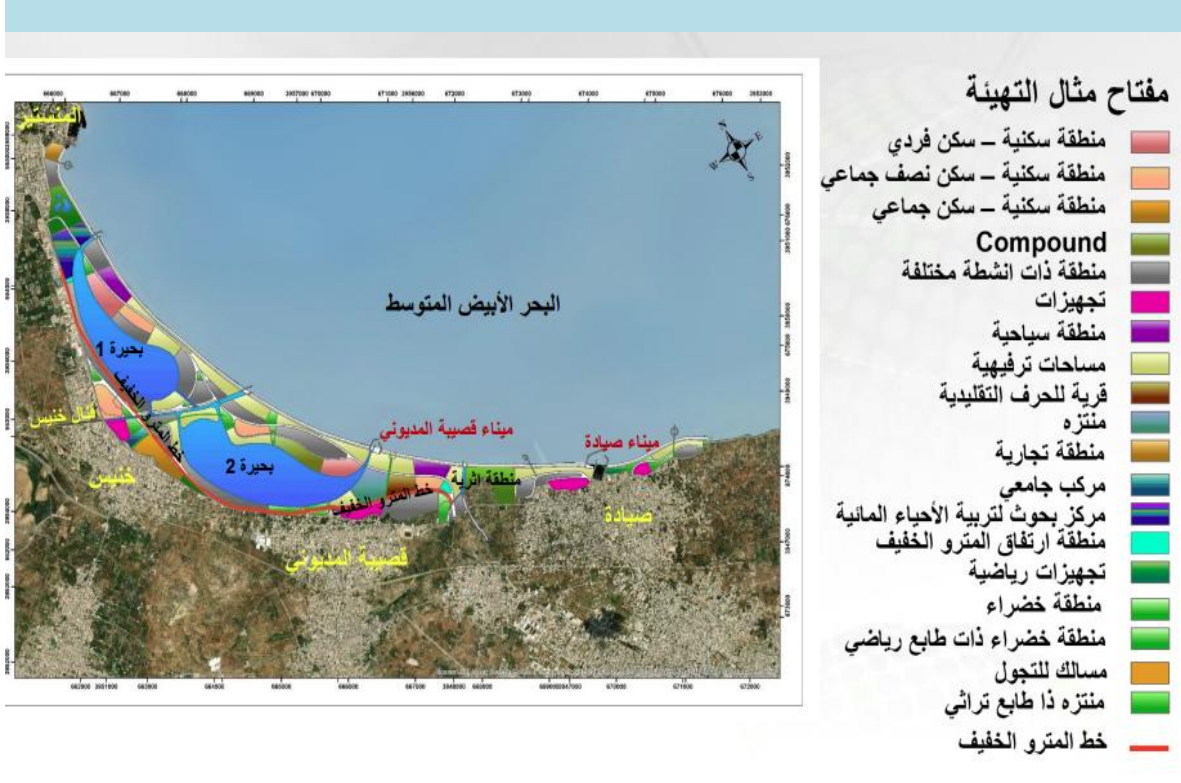 مفتاح مثال التهيئة
منطقة سكنية – سكن فردي
منطقة سكنية – سكن نصف جماعي
منطقة سكنية – سكن جماعي
Compound
منطقة ذات انشطة مختلفة
تجهيزات
منطقة سياحية
مساحات ترفيهية
قرية للحرف التقليدية
منتزه
منطقة تجارية
مركب جامعي
مركز بحوث لتربية الأحياء المائية
منطقة ارتفاق المترو الخفيف
تجهيزات رياضية
منطقة خضراء
منطقة خضراء ذات طابع رياضي
مسالك للتجول
منتزه ذا طابع تراثي
خط المترو الخفيف
المنستير
N
E
W
S
البحر الأبيض المتوسط
بحيرة 1
خط المترو الخفيف
قنال خنيس
ميناء قصيبة المديوني
ميناء صيادة
بحيرة 2
خنيس
منطقة اثرية
خط المترو الخفيف
صيادة
قصيبة المديوني